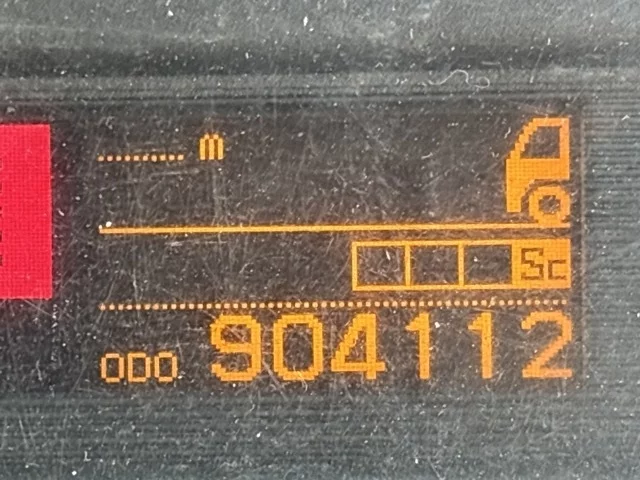 ........ m
Sc
ODO 904112